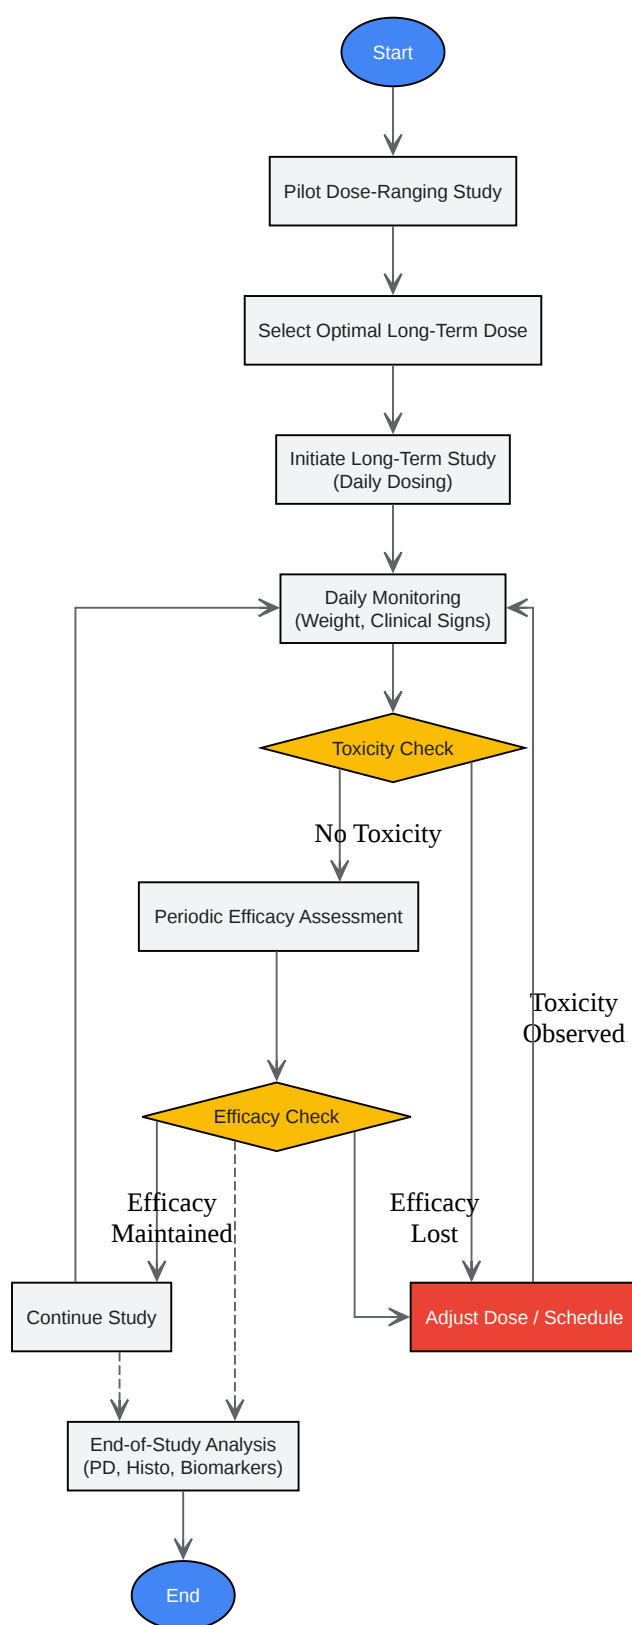 Start
Pilot Dose-Ranging Study
Select Optimal Long-Term Dose
Initiate Long-Term Study
(Daily Dosing)
Daily Monitoring
(Weight, Clinical Signs)
Toxicity Check
No Toxicity
Periodic Efficacy Assessment
Toxicity
Observed
Efficacy Check
Efficacy
Maintained
Efficacy
Lost
Continue Study
Adjust Dose / Schedule
End-of-Study Analysis
(PD, Histo, Biomarkers)
End